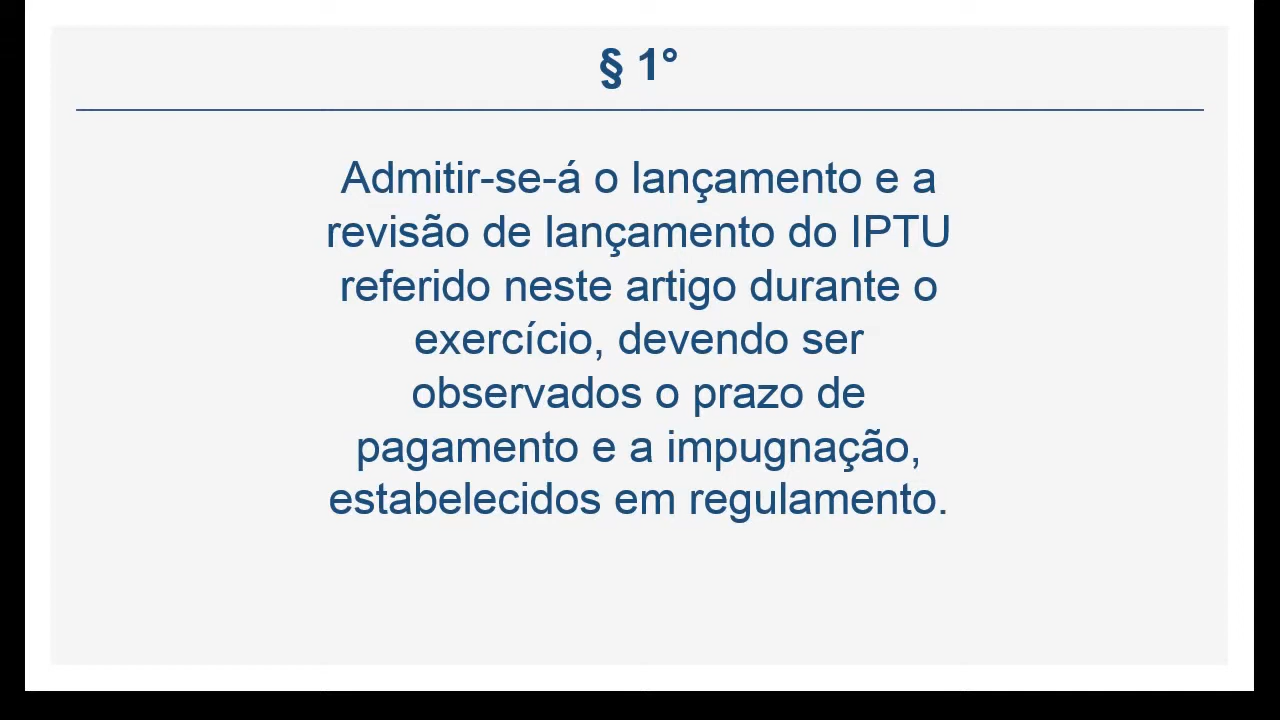 § 1°
Admitir-se-á o lançamento e a
revisão de lançamento do IPTU
referido neste artigo durante o
exercício, devendo ser
observados o prazo de
pagamento e a impugnação,
estabelecidos em regulamento.